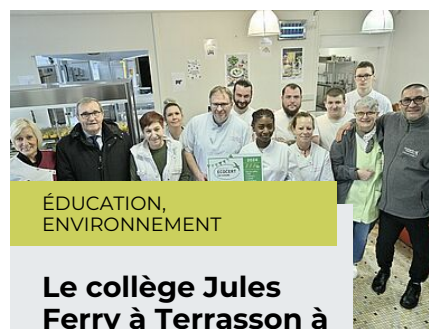 ÉDUCATION,
ENVIRONNEMENT
Le collège Jules
Ferry à Terrasson à